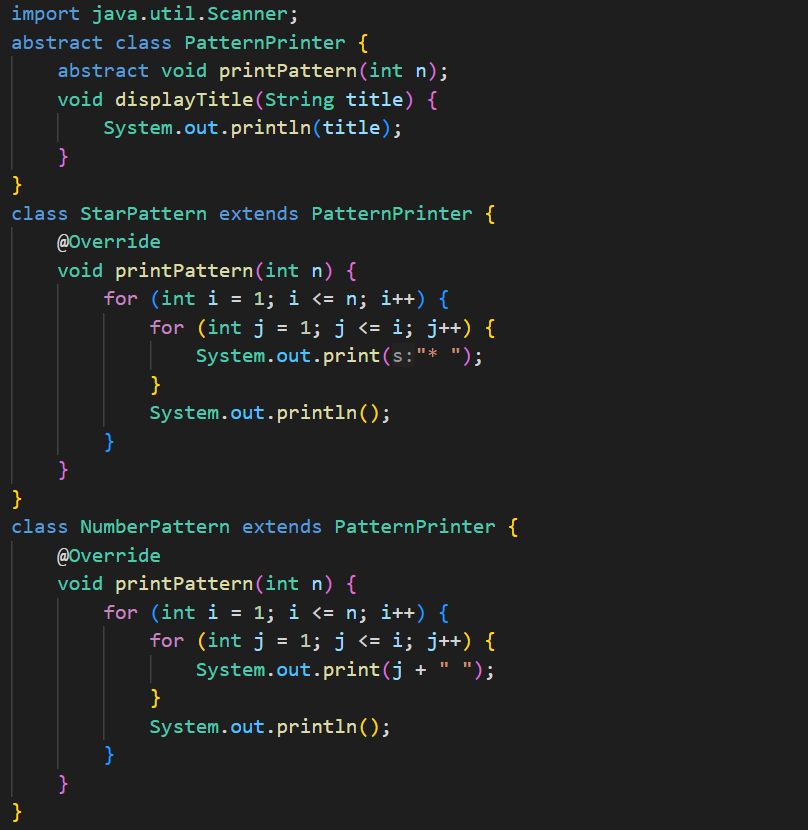 import java.util.Scanner;
abstract class PatternPrinter {
    abstract void printPattern(int n);
    void displayTitle(String title) {
        System.out.println(title);
    }
}
class StarPattern extends PatternPrinter {
    @Override
    void printPattern(int n) {
        for (int i = 1; i <= n; i++) {
            for (int j = 1; j <= i; j++) {
                System.out.print(s:"* ");
            }
            System.out.println();
        }
    }
}
class NumberPattern extends PatternPrinter {
    @Override
    void printPattern(int n) {
        for (int i = 1; i <= n; i++) {
            for (int j = 1; j <= i; j++) {
                System.out.print(j + " ");
            }
            System.out.println();
        }
    }
}